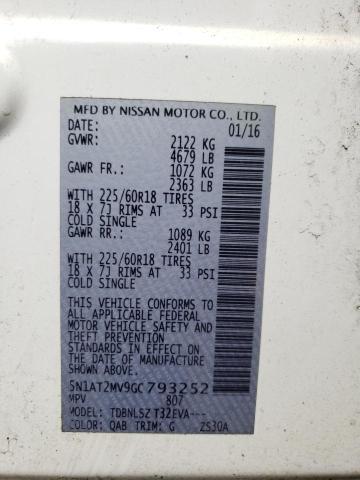 MFD BY NISSAN MOTOR CO., LTD.
DATE: 01/16
GVWR: 2122 KG
4679 LB
GAWR FR.: 1072 KG
2363 LB
WITH 225/60R18 TIRES
18 X 7J RIMS AT 33 PSI
COLD SINGLE
GAWR RR.: 1089 KG
2401 LB
WITH 225/60R18 TIRES
18 X 7J RIMS AT 33 PSI
COLD SINGLE
THIS VEHICLE CONFORMS TO
ALL APPLICABLE FEDERAL
MOTOR VEHICLE SAFETY AND
THEFT PREVENTION
STANDARDS IN EFFECT ON
THE DATE OF MANUFACTURE
SHOWN ABOVE.
5N1AT2MV9GC793252
MPV 807
MODEL: TDBNLSZ T32EVA---
COLOR: QAB TRIM: G 2S30A